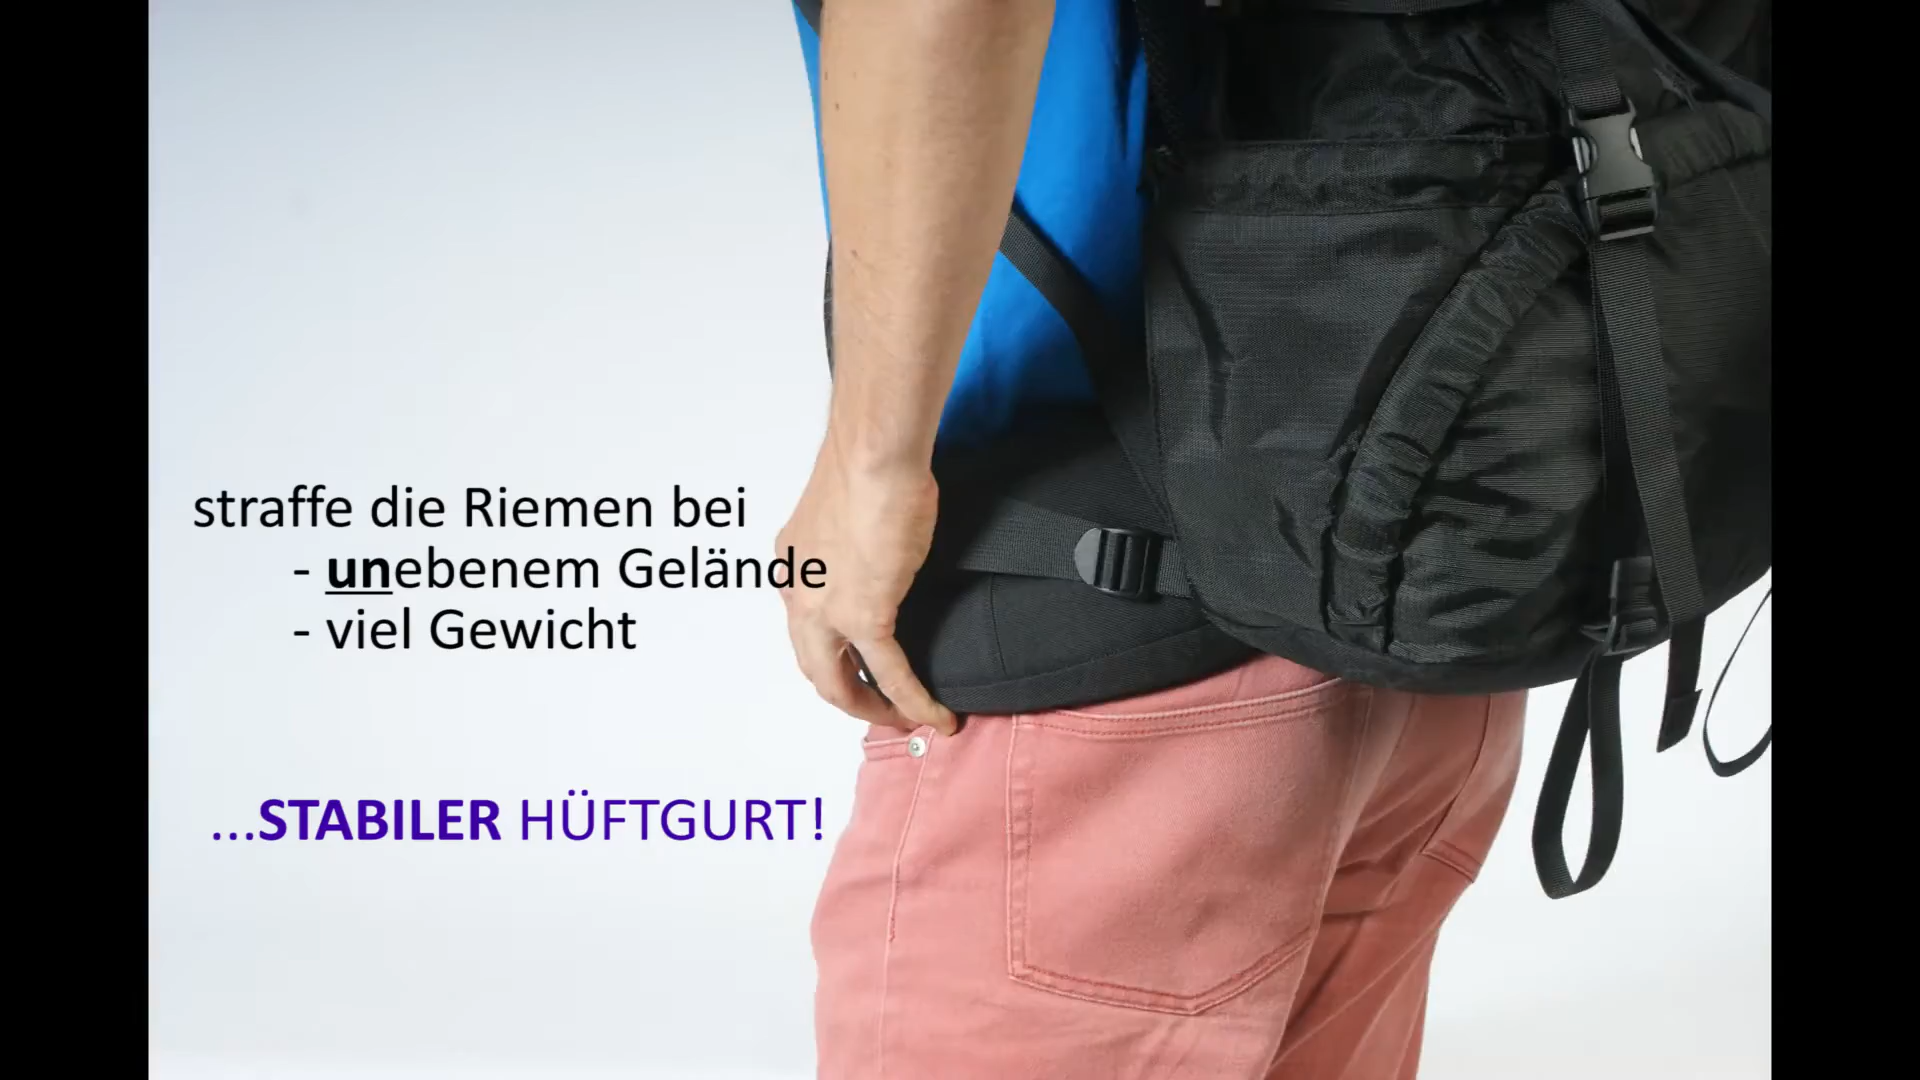 straffe die Riemen bei
- unebenem Gelände
- viel Gewicht
...STABILER HÜFTGURT!